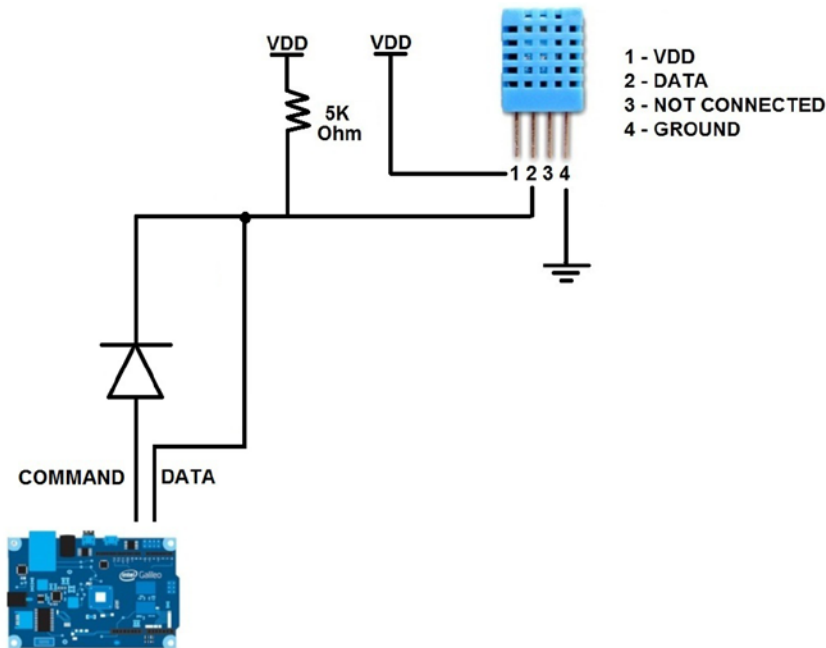 VDD
VDD
5K
Ohm
1 - VDD
2 - DATA
3 - NOT CONNECTED
4 - GROUND
1 2 3 4
COMMAND
DATA
Galileo